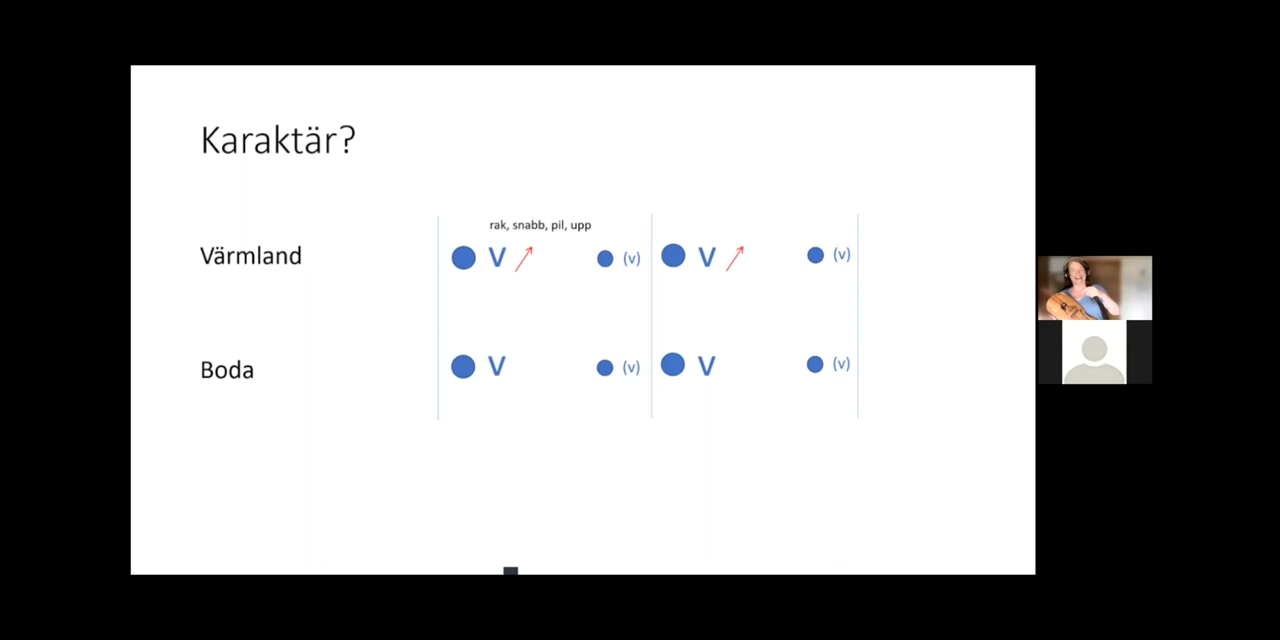 Karaktär?
rak, snabb, pil, upp
Värmland V (v) V (v)
Boda V (v) V (v)